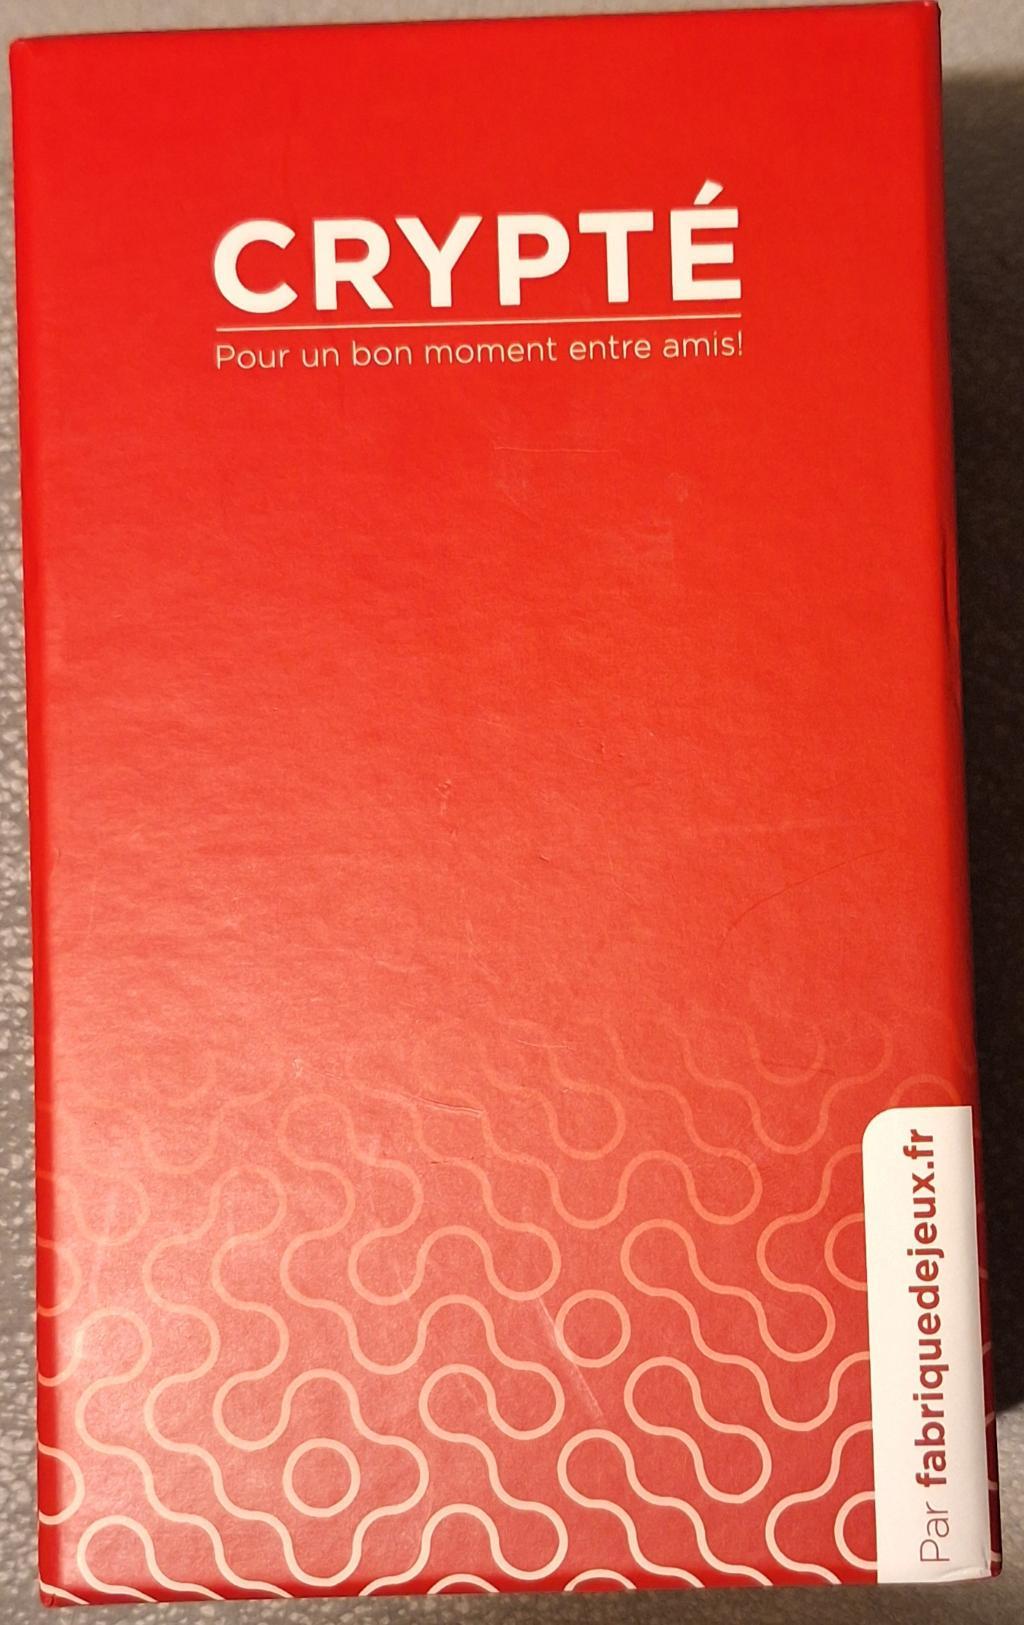 CRYPTÉ
Pour un bon moment entre amis!
Par fabriquedejeux.fr